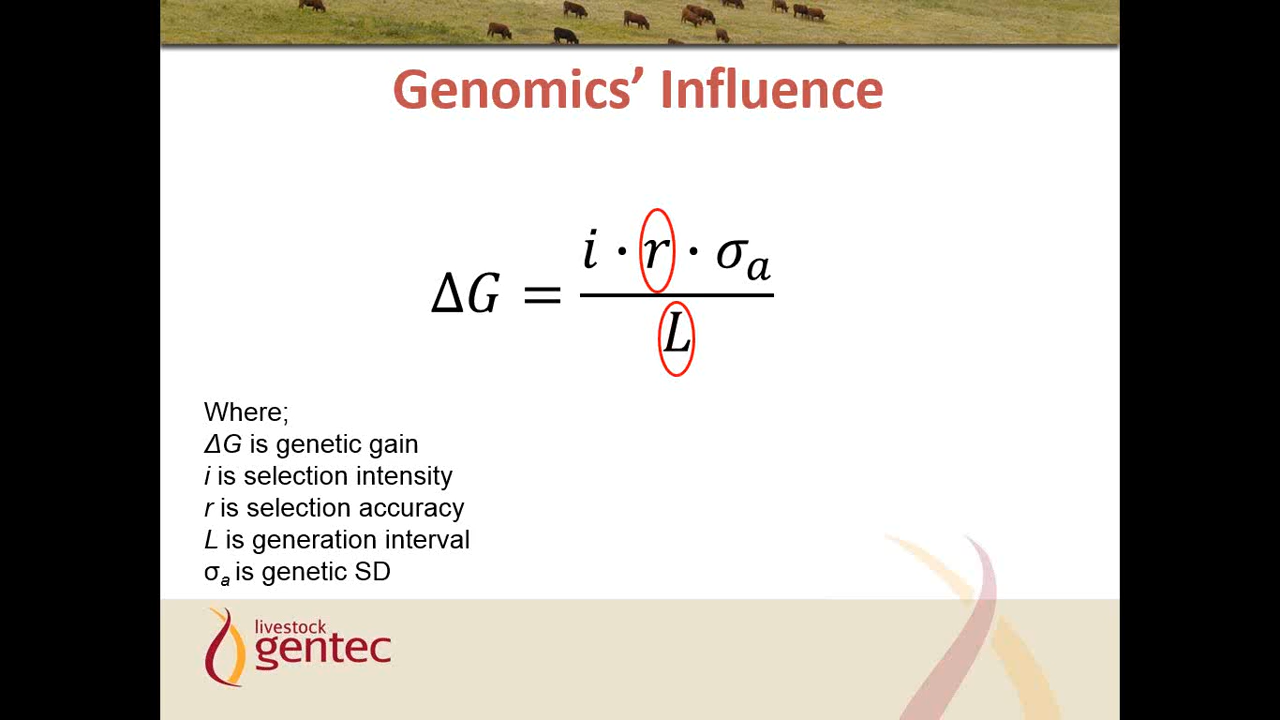 Genomics’ Influence
ΔG = i · r · σₐ / L
Where;
ΔG is genetic gain
i is selection intensity
r is selection accuracy
L is generation interval
σₐ is genetic SD
livestock
gentec